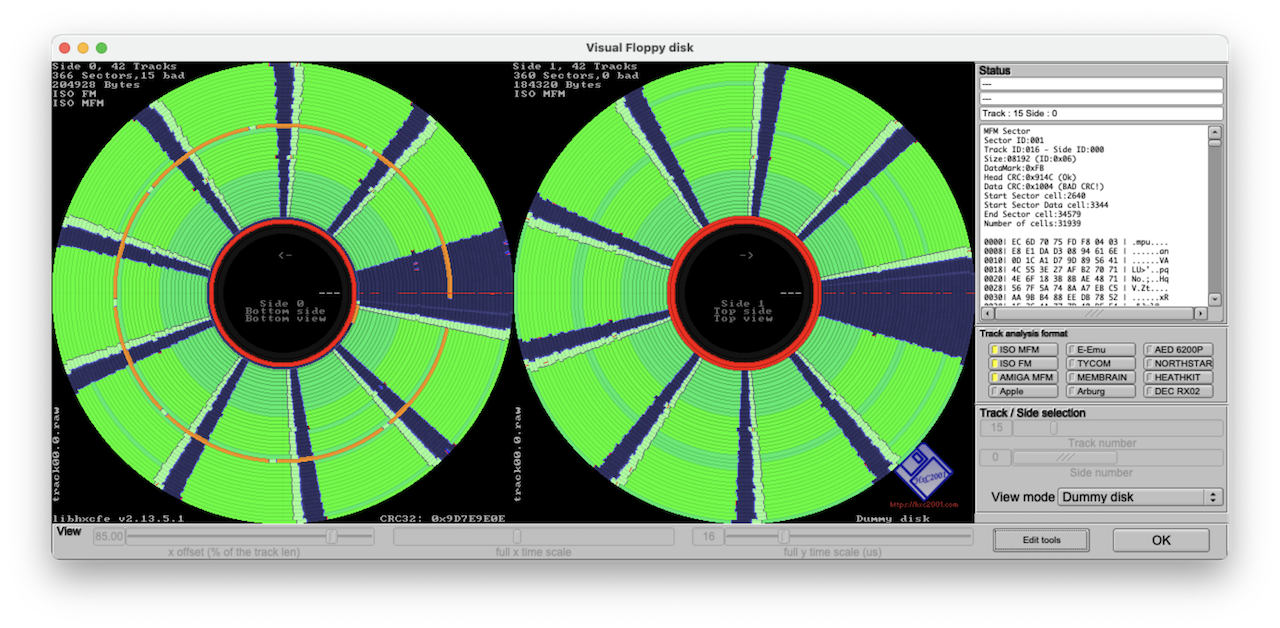 Visual Floppy disk
Side 0, 42 Tracks
366 Sectors,15 bad
204928 Bytes
ISO FM
ISO MFM
<-
---
Side 0
Bottom side
Bottom view
track00.0.raw
libhxcfe v2.13.5.1
CRC32: 0x9D7E9E0E
Side 1, 42 Tracks
360 Sectors,0 bad
184320 Bytes
ISO MFM
->
---
Side 1
Top side
Top view
track00.0.raw
HxC2001
https://hxc2001.com
Dummy disk
Status
---
---
Track : 15 Side : 0
MFM Sector
Sector ID:001
Track ID:016 - Side ID:000
Size:08192 (ID:0x06)
DataMark:0xFB
Head CRC:0x914C (Ok)
Data CRC:0x1004 (BAD CRC!)
Start Sector cell:2640
Start Sector Data cell:3344
End Sector cell:34579
Number of cells:31939
0000| EC 6D 70 75 FD F8 04 03 | .mpu....
0008| E8 E1 DA D3 08 94 61 6E | ......an
0010| 0D 1C A1 D7 9D 89 56 41 | ......VA
0018| 4C 55 3E 27 AF B2 70 71 | LU>'..pq
0020| 4E 6F 18 3B 8B AE 48 71 | No.;..Hq
0028| 56 7F 5A 74 8A A7 EB C5 | V.Zt....
0030| AA 9B B4 88 EE DB 78 52 | ......xR
Track analysis format
ISO MFM E-Emu AED 6200P
ISO FM TYCOM NORTHSTAR
AMIGA MFM MEMBRAIN HEATHKIT
Apple Arburg DEC RX02
Track / Side selection
15
Track number
0
Side number
View mode Dummy disk
View
85.00
x offset (% of the track len)
full x time scale
16
full y time scale (us)
Edit tools
OK